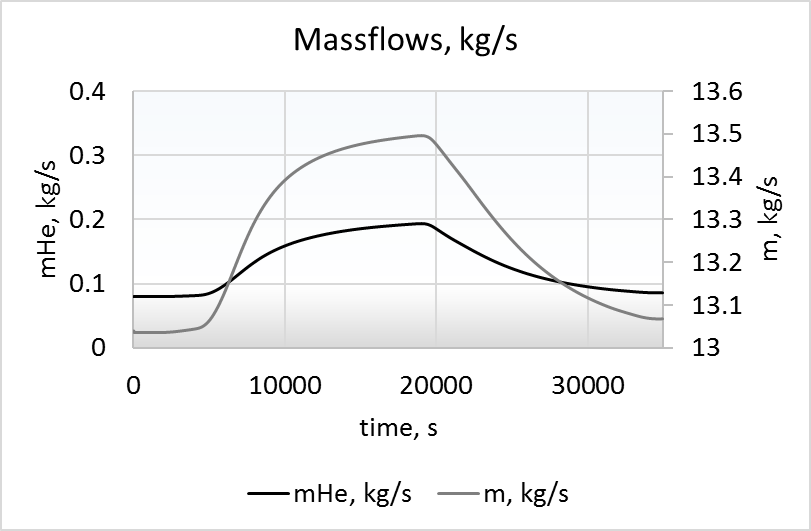 Massflows, kg/s
0.4
0.3
0.2
0.1
0
mHe, kg/s
13.6
13.5
13.4
13.3
13.2
13.1
13
m, kg/s
0 10000 20000 30000
time, s
mHe, kg/s m, kg/s